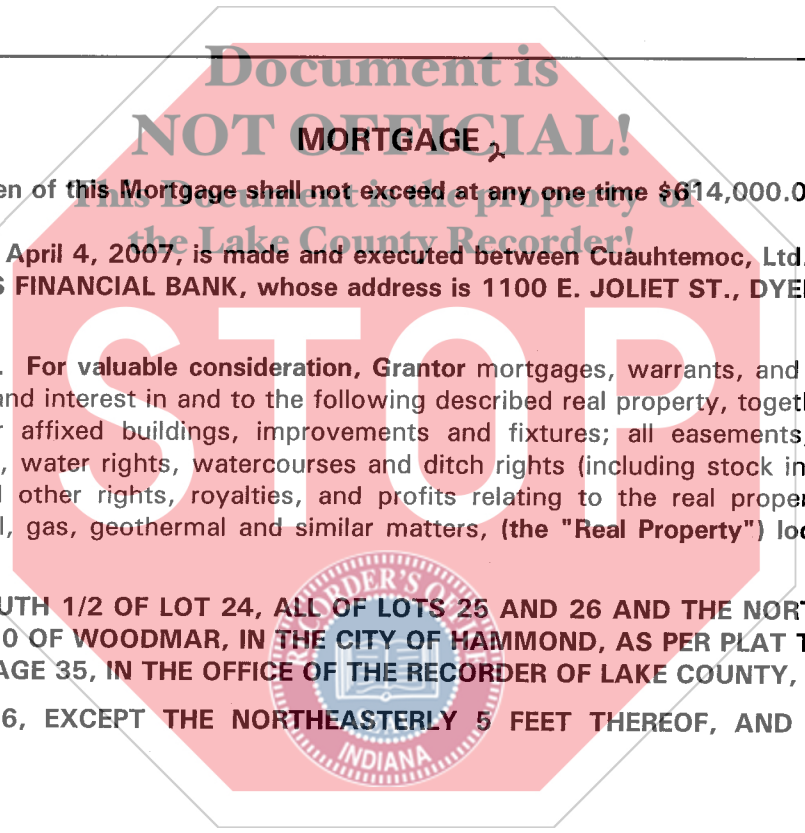 Document is
NOT OFFICIAL!
MORTGAGE
This Document is the property of
en of this Mortgage shall not exceed at any one time $614,000.0
the Lake County Recorder!
April 4, 2007, is made and executed between Cuauhtemoc, Ltd.
S FINANCIAL BANK, whose address is 1100 E. JOLIET ST., DYE
STOP
. For valuable consideration, Grantor mortgages, warrants, and
and interest in and to the following described real property, toget
r affixed buildings, improvements and fixtures; all easements,
, water rights, watercourses and ditch rights (including stock in
other rights, royalties, and profits relating to the real proper
l, gas, geothermal and similar matters, (the "Real Property") loc
UTH 1/2 OF LOT 24, ALL OF LOTS 25 AND 26 AND THE NORT
0 OF WOODMAR, IN THE CITY OF HAMMOND, AS PER PLAT T
AGE 35, IN THE OFFICE OF THE RECORDER OF LAKE COUNTY,
6, EXCEPT THE NORTHEASTERLY 5 FEET THEREOF, AND
RECORDER'S OFFICE
INDIANA